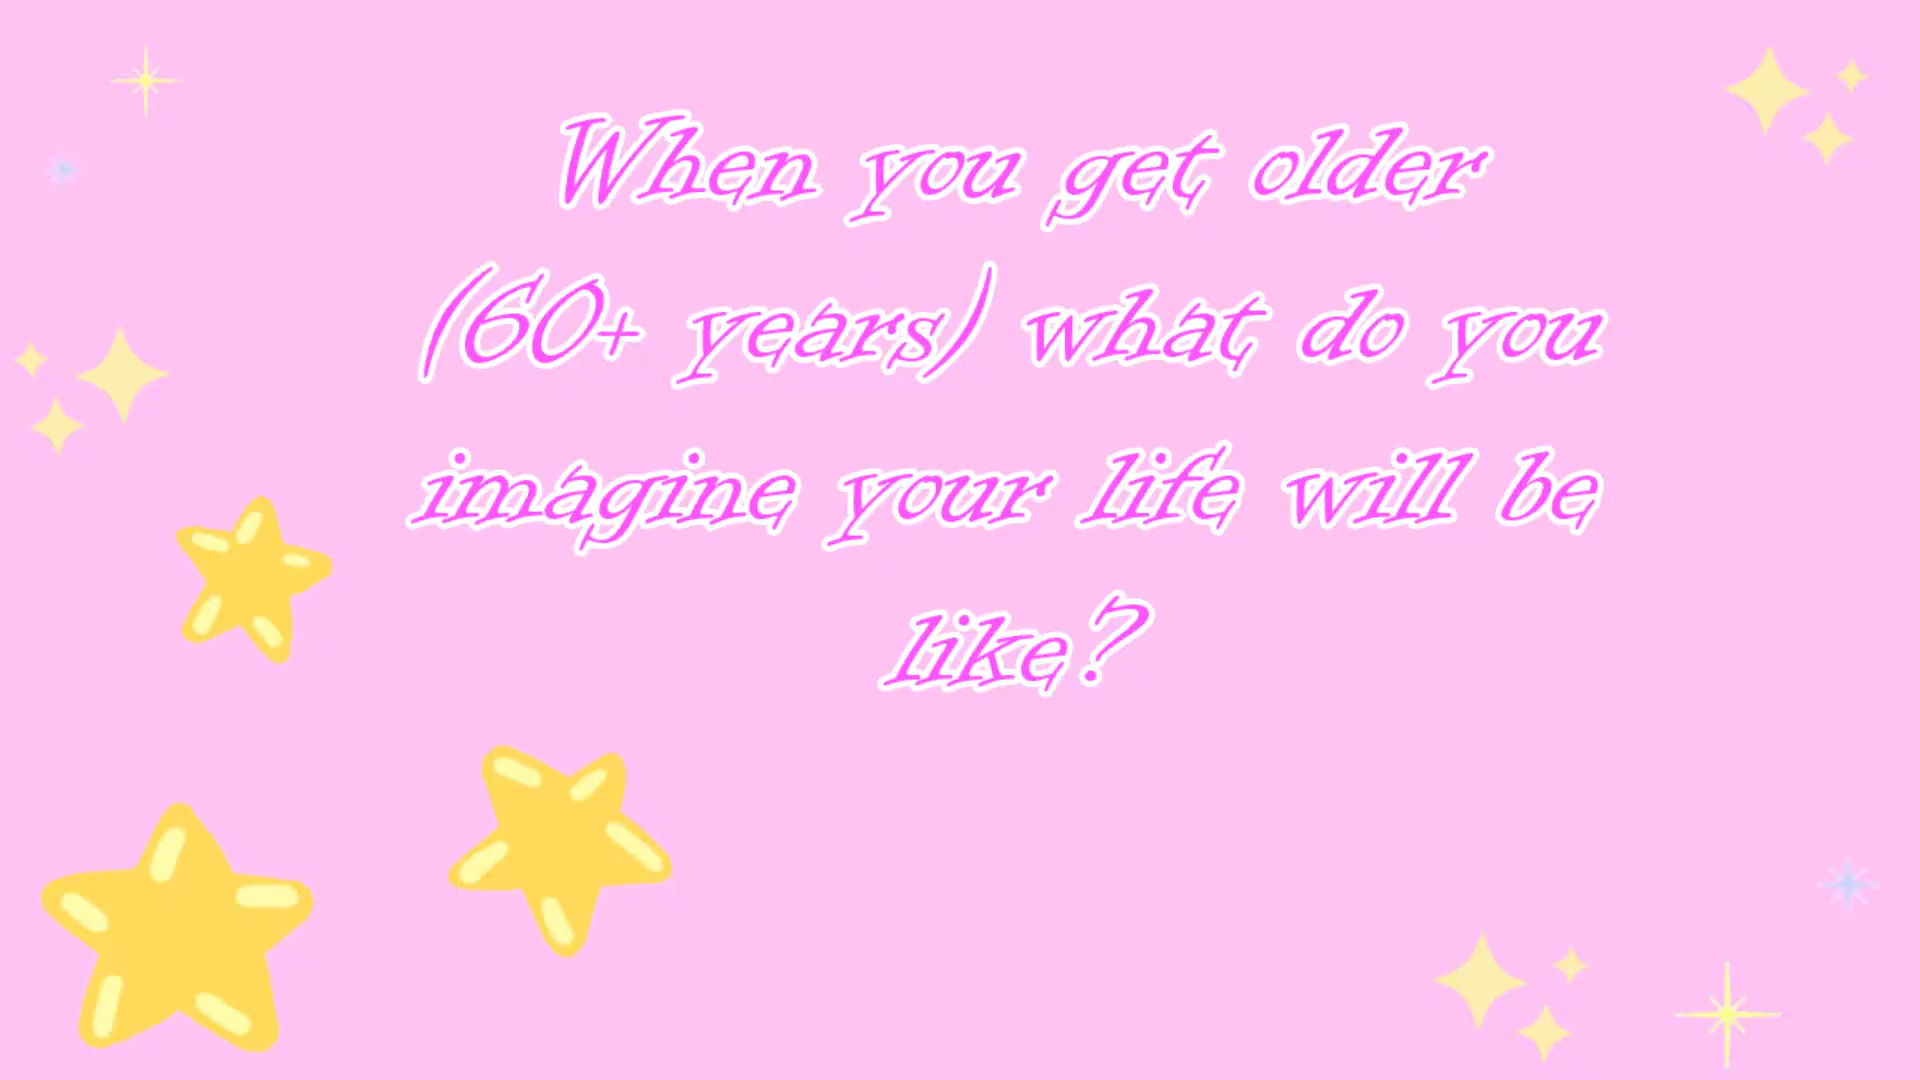 When you get older
(60+ years) what do you
imagine your life will be
like?